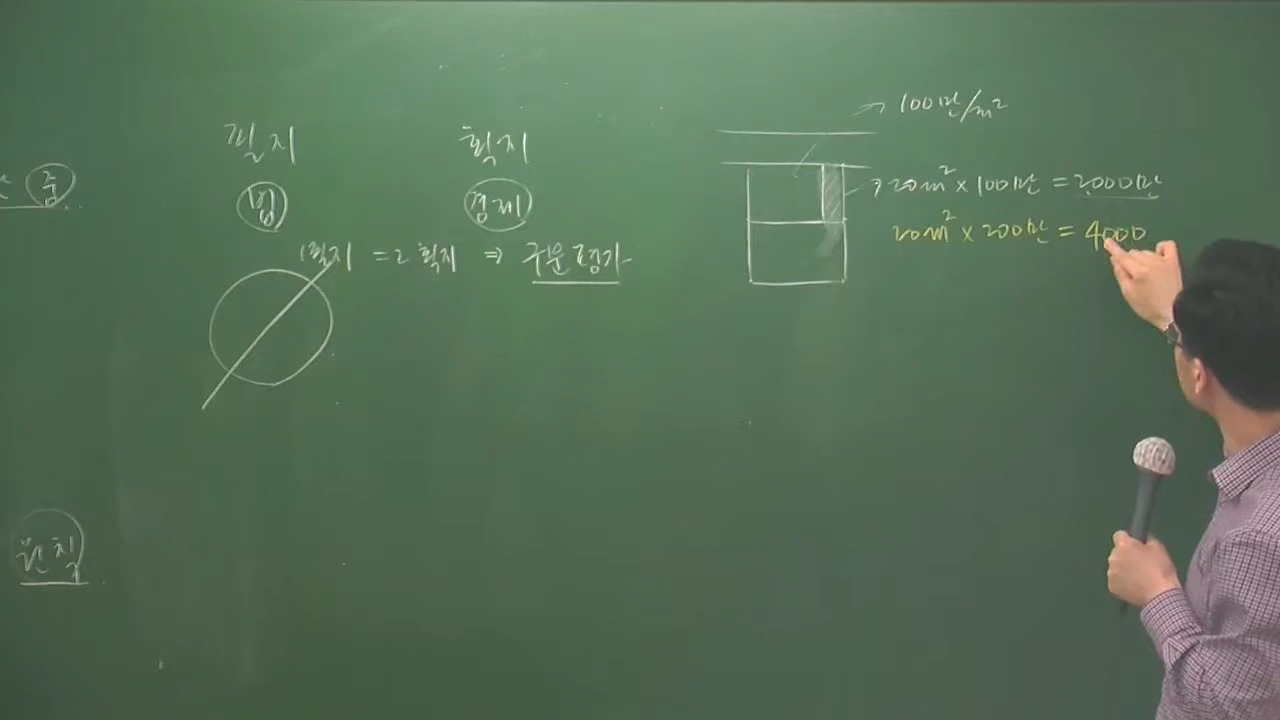 중
필지 획지
법 경제
1필지 = 2 획지 ⇒ 구분평가
원칙
→ 100만/m²
→ 20m² × 100만 = 2000만
20m² × 200만 = 4000